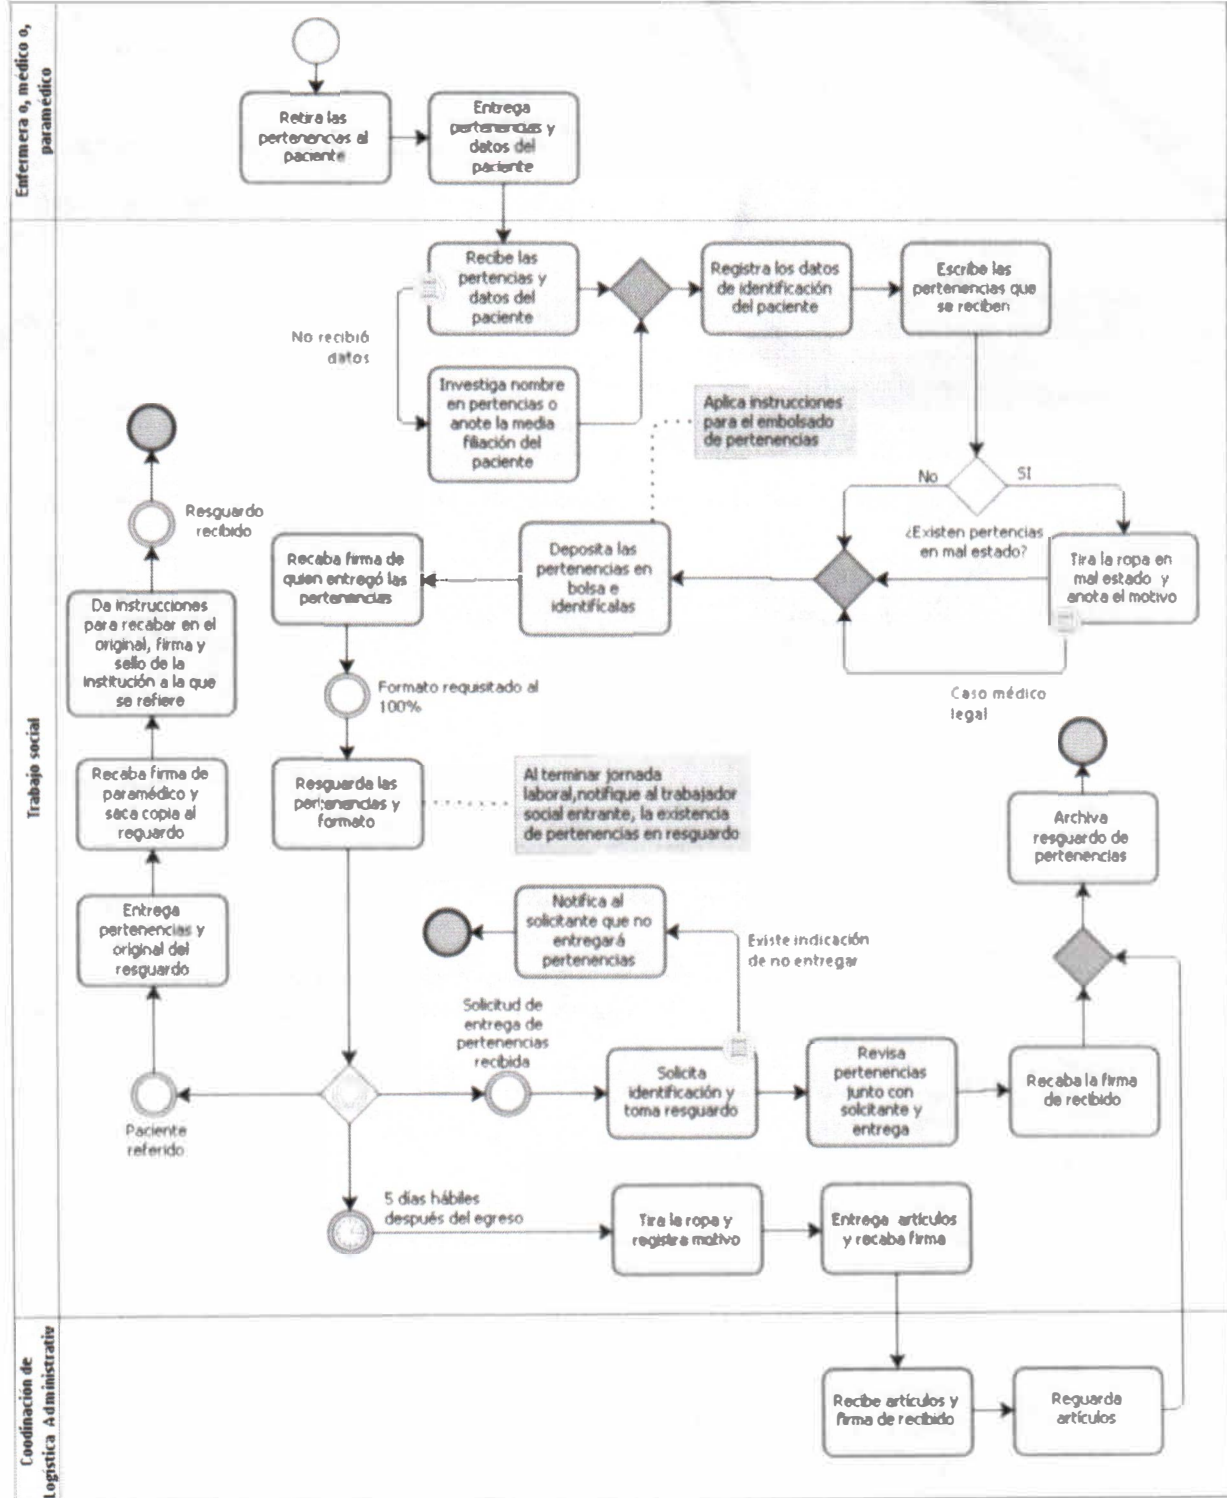 Enfermera o, médico o,
paramédico
Retira las
pertenencias al
paciente
Entrega
pertenencias y
datos del
paciente
Trabajo social
Recibe las
pertencias y
datos del
paciente
Registra los datos
de identificación
del paciente
Escribe las
pertenencias que
se reciben
No recibió
datos
Investiga nombre
en pertencias o
anote la media
filiación del
paciente
Aplica instrucciones
para el embolsado
de pertenencias
No
SI
¿Existen pertencias
en mal estado?
Tira la ropa en
mal estado y
anota el motivo
Caso médico
legal
Deposita las
pertenencias en
bolsa e
identifícalas
Recaba firma de
quien entregó las
pertenencias
Formato requisitado al
100%
Resguarda las
pertenencias y
formato
Al terminar jornada
laboral,notifique al trabajador
social entrante, la existencia
de pertenencias en resguardo
Resguardo
recibido
Da instrucciones
para recabar en el
original, firma y
sello de la
institución a la que
se refiere
Recaba firma de
paramédico y
saca copia al
reguardo
Entrega
pertenencias y
original del
resguardo
Paciente
referido
Notifica al
solicitante que no
entregará
pertenencias
Existe indicación
de no entregar
Solicitud de
entrega de
pertenencias
recibida
Solicita
identificación y
toma resguardo
Revisa
pertenencias
junto con
solcitante y
entrega
Recaba la firma
de recibido
Archiva
resguardo de
pertenencias
5 días hábiles
después del egreso
Tira la ropa y
registra motivo
Entrega artículos
y recaba firma
Coodinación de
Logística Administrativ
Recibe artículos y
firma de recibido
Reguarda
artículos